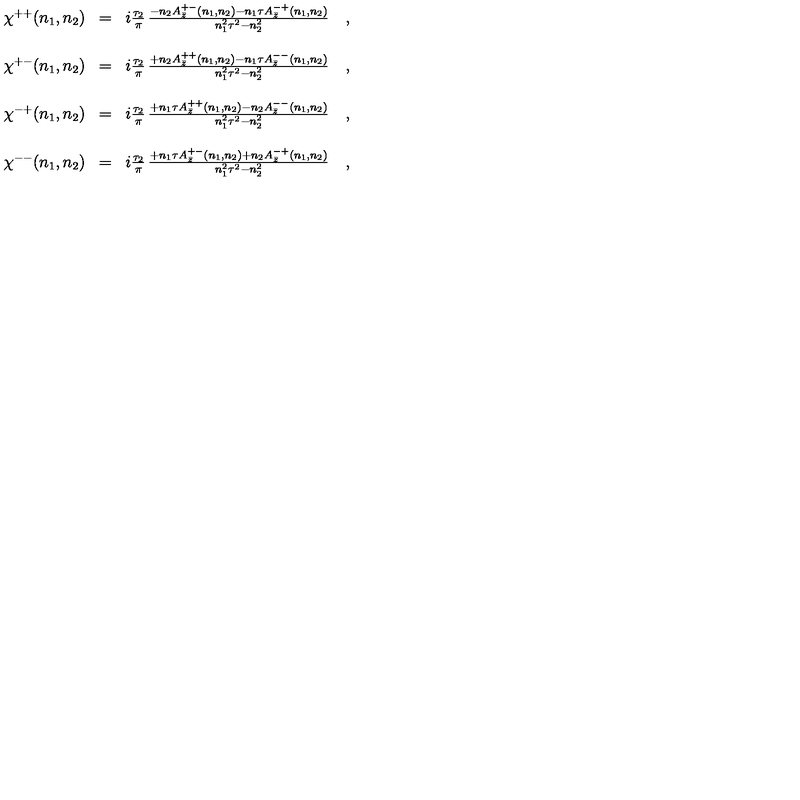 $\chi^{++}(n_1,n_2) = i\frac{\tau_2}{\pi} \frac{-n_2 A_{\bar{z}}^{+-}(n_1,n_2)-n_1\tau A_{\bar{z}}^{-+}(n_1,n_2)}{n_1^2\tau^2-n_2^2} \quad ,$
$\chi^{+-}(n_1,n_2) = i\frac{\tau_2}{\pi} \frac{+n_2 A_{\bar{z}}^{++}(n_1,n_2)-n_1\tau A_{\bar{z}}^{--}(n_1,n_2)}{n_1^2\tau^2-n_2^2} \quad ,$
$\chi^{-+}(n_1,n_2) = i\frac{\tau_2}{\pi} \frac{+n_1\tau A_{\bar{z}}^{++}(n_1,n_2)-n_2 A_{\bar{z}}^{--}(n_1,n_2)}{n_1^2\tau^2-n_2^2} \quad ,$
$\chi^{--}(n_1,n_2) = i\frac{\tau_2}{\pi} \frac{+n_1\tau A_{\bar{z}}^{+-}(n_1,n_2)+n_2 A_{\bar{z}}^{-+}(n_1,n_2)}{n_1^2\tau^2-n_2^2} \quad ,$